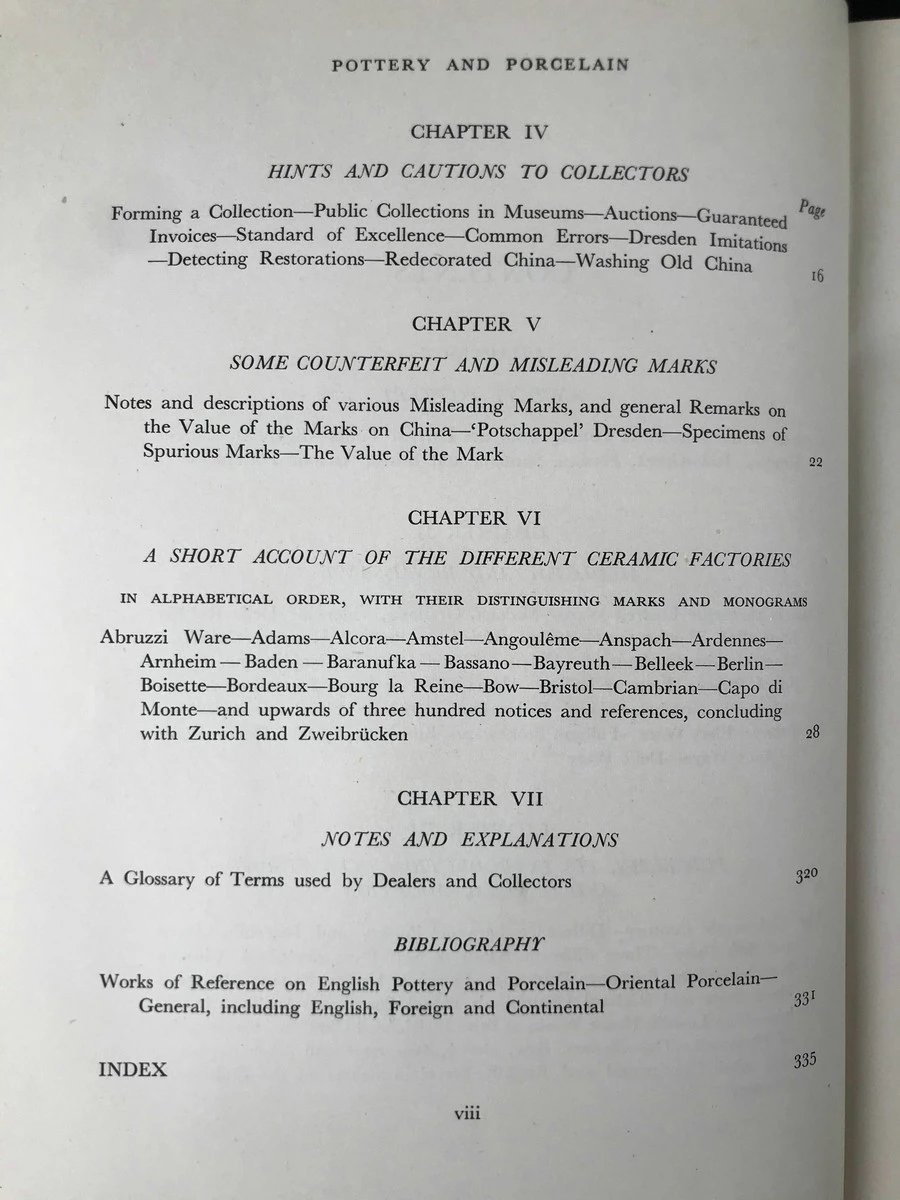 POTTERY AND PORCELAIN
CHAPTER IV
HINTS AND CAUTIONS TO COLLECTORS
Page
Forming a Collection—Public Collections in Museums—Auctions—Guaranteed
Invoices—Standard of Excellence—Common Errors—Dresden Imitations
—Detecting Restorations—Redecorated China—Washing Old China 16
CHAPTER V
SOME COUNTERFEIT AND MISLEADING MARKS
Notes and descriptions of various Misleading Marks, and general Remarks on
the Value of the Marks on China—‘Potschappel’ Dresden—Specimens of
Spurious Marks—The Value of the Mark 22
CHAPTER VI
A SHORT ACCOUNT OF THE DIFFERENT CERAMIC FACTORIES
IN ALPHABETICAL ORDER, WITH THEIR DISTINGUISHING MARKS AND MONOGRAMS
Abruzzi Ware—Adams—Alcora—Amstel—Angoulême—Anspach—Ardennes—
Arnheim—Baden—Baranufka—Bassano—Bayreuth—Belleek—Berlin—
Boisette—Bordeaux—Bourg la Reine—Bow—Bristol—Cambrian—Capo di
Monte—and upwards of three hundred notices and references, concluding
with Zurich and Zweibrücken 28
CHAPTER VII
NOTES AND EXPLANATIONS
A Glossary of Terms used by Dealers and Collectors 320
BIBLIOGRAPHY
Works of Reference on English Pottery and Porcelain—Oriental Porcelain—
General, including English, Foreign and Continental 331
INDEX 335
viii